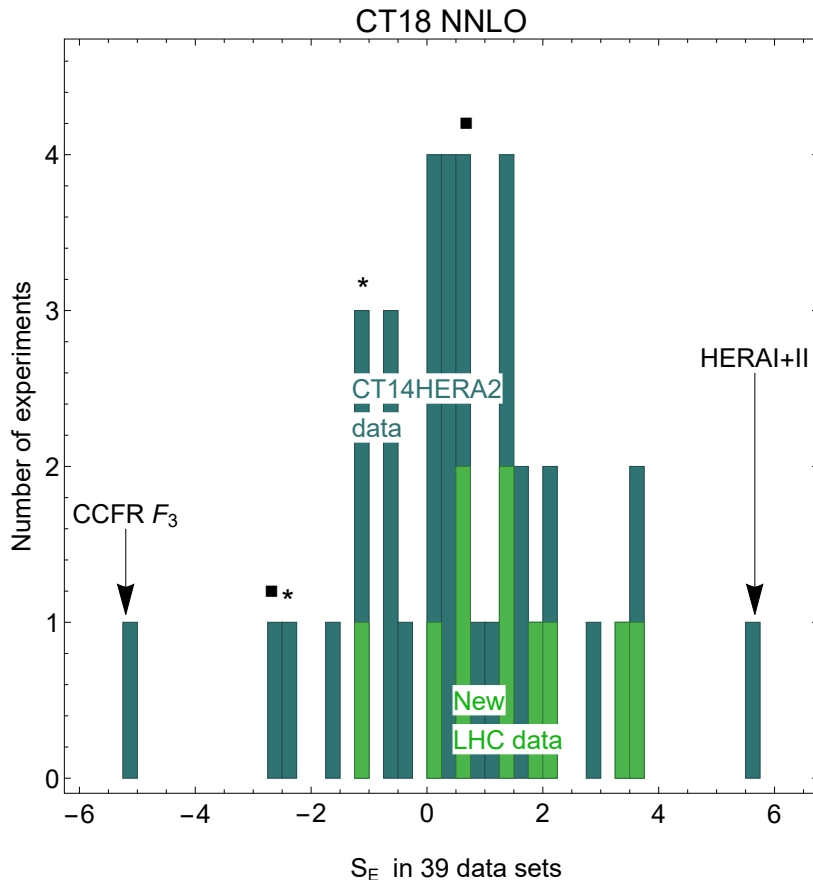 CT18 NNLO
Number of experiments
4
3
2
1
0
*
*
CT14HERA2
data
HERAI+II
CCFR F₃
New
LHC data
−6 −4 −2 0 2 4 6
S_E in 39 data sets